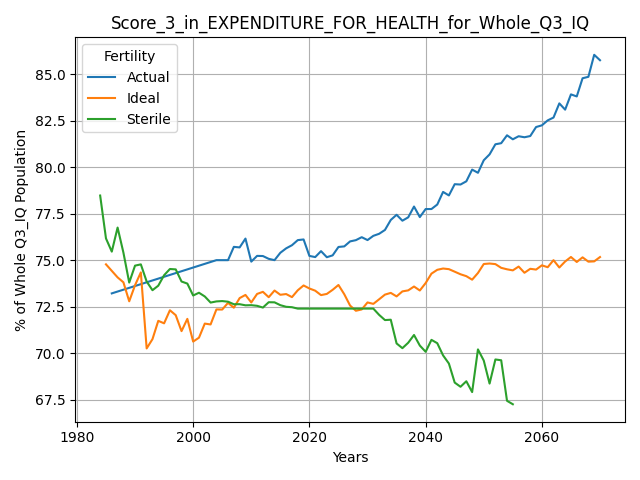 Score_3_in_EXPENDITURE_FOR_HEALTH_for_Whole_Q3_IQ
Fertility
Actual
Ideal
Sterile
% of Whole Q3_IQ Population
85.0
82.5
80.0
77.5
75.0
72.5
70.0
67.5
1980 2000 2020 2040 2060
Years